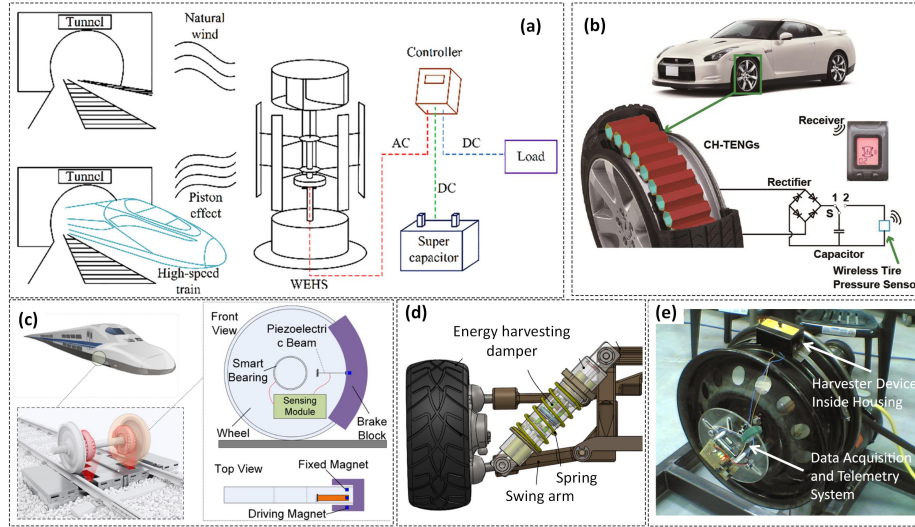 (a)
Tunnel
Natural
wind
Controller
AC
DC
Load
DC
Tunnel
Piston
effect
Super
capacitor
High-speed
train
WEHS
(b)
Receiver
CH-TENGs
Rectifier
1 2
S
Capacitor
Wireless Tire
Pressure Senso
(c)
Front
View
Piezoelectri
c Beam
Smart
Bearing
Sensing
Module
Wheel
Brake
Block
Top View
Fixed Magnet
Driving Magnet
(d)
Energy harvesting
damper
Spring
Swing arm
(e)
Harvester Device
Inside Housing
Data Acquisition
and Telemetry
System